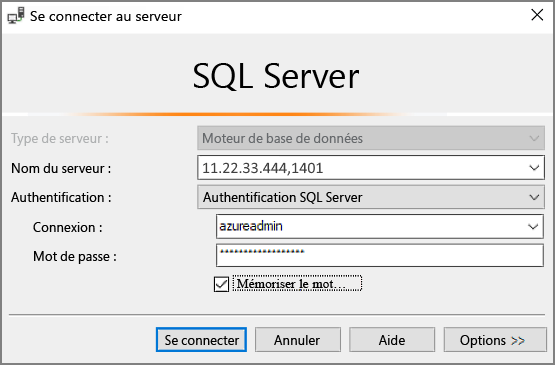 Se connecter au serveur
SQL Server
Type de serveur :
Moteur de base de données
Nom du serveur :
11.22.33.444,1401
Authentification :
Authentification SQL Server
Connexion :
azureadmin
Mot de passe :
******************
Mémoriser le mot...
Se connecter
Annuler
Aide
Options >>